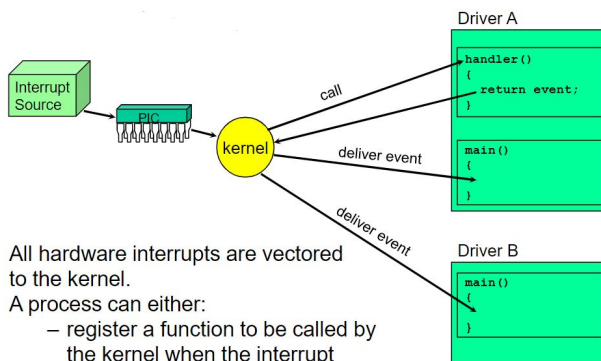 Driver A
Interrupt
Source
PIC
kernel
call
handler()
{
return event;
}
deliver event
main()
{
}
deliver event
Driver B
main()
{
}
All hardware interrupts are vectored
to the kernel.
A process can either:
– register a function to be called by
the kernel when the interrupt